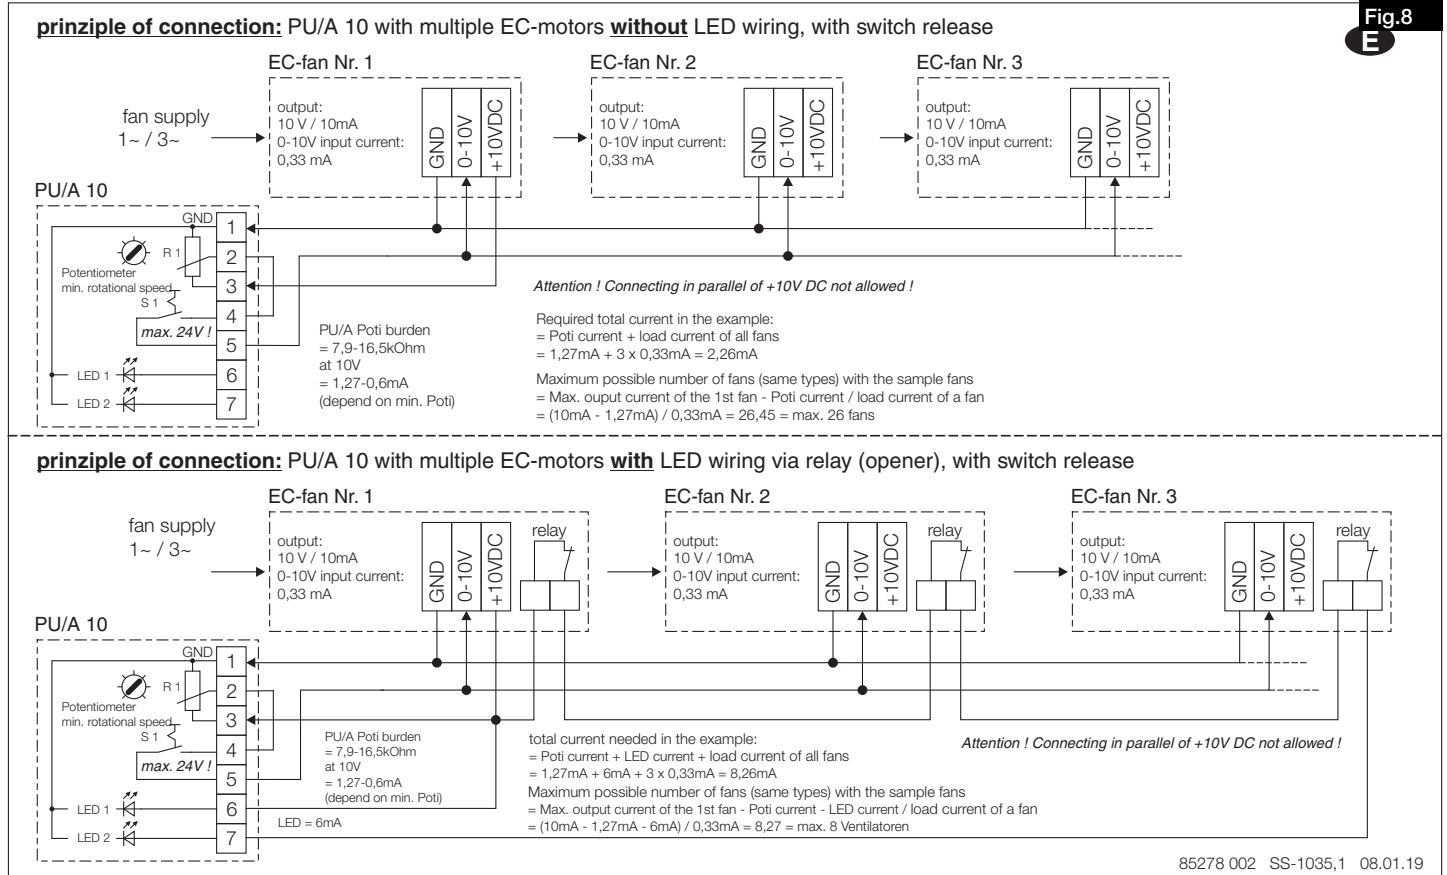 Fig.8
E
prinziple of connection: PU/A 10 with multiple EC-motors without LED wiring, with switch release
EC-fan Nr. 1
EC-fan Nr. 2
EC-fan Nr. 3
fan supply
1~ / 3~
output:
10 V / 10mA
0-10V input current:
0,33 mA
GND
0-10V
+10VDC
output:
10 V / 10mA
0-10V input current:
0,33 mA
GND
0-10V
+10VDC
output:
10 V / 10mA
0-10V input current:
0,33 mA
GND
0-10V
+10VDC
PU/A 10
GND
1
R 1
2
Potentiometer
min. rotational speed
3
S 1
4
max. 24V !
5
LED 1
6
LED 2
7
PU/A Poti burden
= 7,9-16,5kOhm
at 10V
= 1,27-0,6mA
(depend on min. Poti)
Attention ! Connecting in parallel of +10V DC not allowed !
Required total current in the example:
= Poti current + load current of all fans
= 1,27mA + 3 x 0,33mA = 2,26mA
Maximum possible number of fans (same types) with the sample fans
= Max. ouput current of the 1st fan - Poti current / load current of a fan
= (10mA - 1,27mA) / 0,33mA = 26,45 = max. 26 fans
prinziple of connection: PU/A 10 with multiple EC-motors with LED wiring via relay (opener), with switch release
EC-fan Nr. 1
EC-fan Nr. 2
EC-fan Nr. 3
fan supply
1~ / 3~
output:
10 V / 10mA
0-10V input current:
0,33 mA
GND
0-10V
+10VDC
relay
output:
10 V / 10mA
0-10V input current:
0,33 mA
GND
0-10V
+10VDC
relay
output:
10 V / 10mA
0-10V input current:
0,33 mA
GND
0-10V
+10VDC
relay
PU/A 10
GND
1
R 1
2
Potentiometer
min. rotational speed
3
S 1
4
max. 24V !
5
LED 1
6
LED 2
7
PU/A Poti burden
= 7,9-16,5kOhm
at 10V
= 1,27-0,6mA
(depend on min. Poti)
LED = 6mA
total current needed in the example:
= Poti current + LED current + load current of all fans
= 1,27mA + 6mA + 3 x 0,33mA = 8,26mA
Maximum possible number of fans (same types) with the sample fans
= Max. output current of the 1st fan - Poti current - LED current / load current of a fan
= (10mA - 1,27mA - 6mA) / 0,33mA = 8,27 = max. 8 Ventilatoren
Attention ! Connecting in parallel of +10V DC not allowed !
85278 002 SS-1035,1 08.01.19